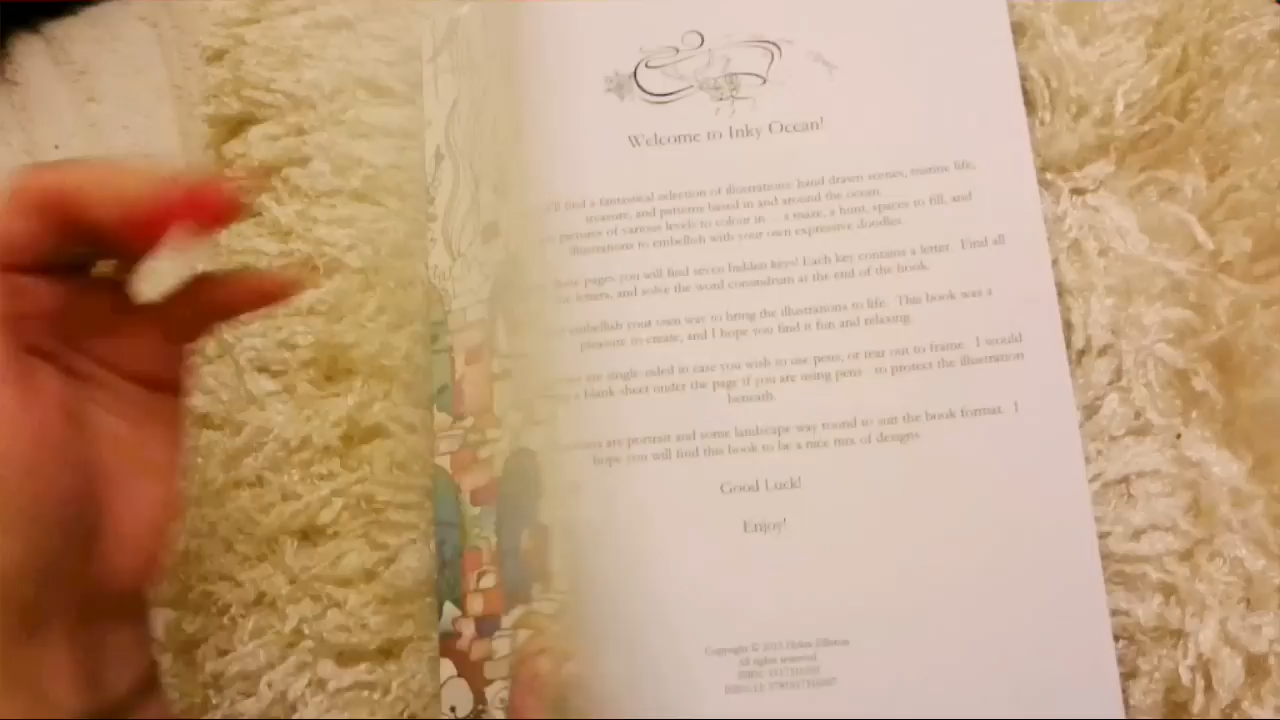 Welcome to Inky Ocean!
find a fantastical selection of illustrations, hand drawn scenes, marine life,
treasure, and patterns based in and around the ocean.
pictures of various levels to colour in a maze, a hunt, spaces to fill, and
illustrations to embellish with your own expressive doodles.
pages you will find seven hidden keys! Each key contains a letter. Find all
letters, and solve the word conundrum at the end of the book.
embellish your own way to bring the illustrations to life. This book was a
pleasure to create, and I hope you find it fun and relaxing.
are single sided in case you wish to use pens, or tear out to frame. I would
a blank sheet under the page if you are using pens to protect the illustration
beneath.
are portrait and some landscape way round to suit the book format. I
hope you will find this book to be a nice mix of designs
Good Luck!
Enjoy!
Copyright ©
All rights reserved